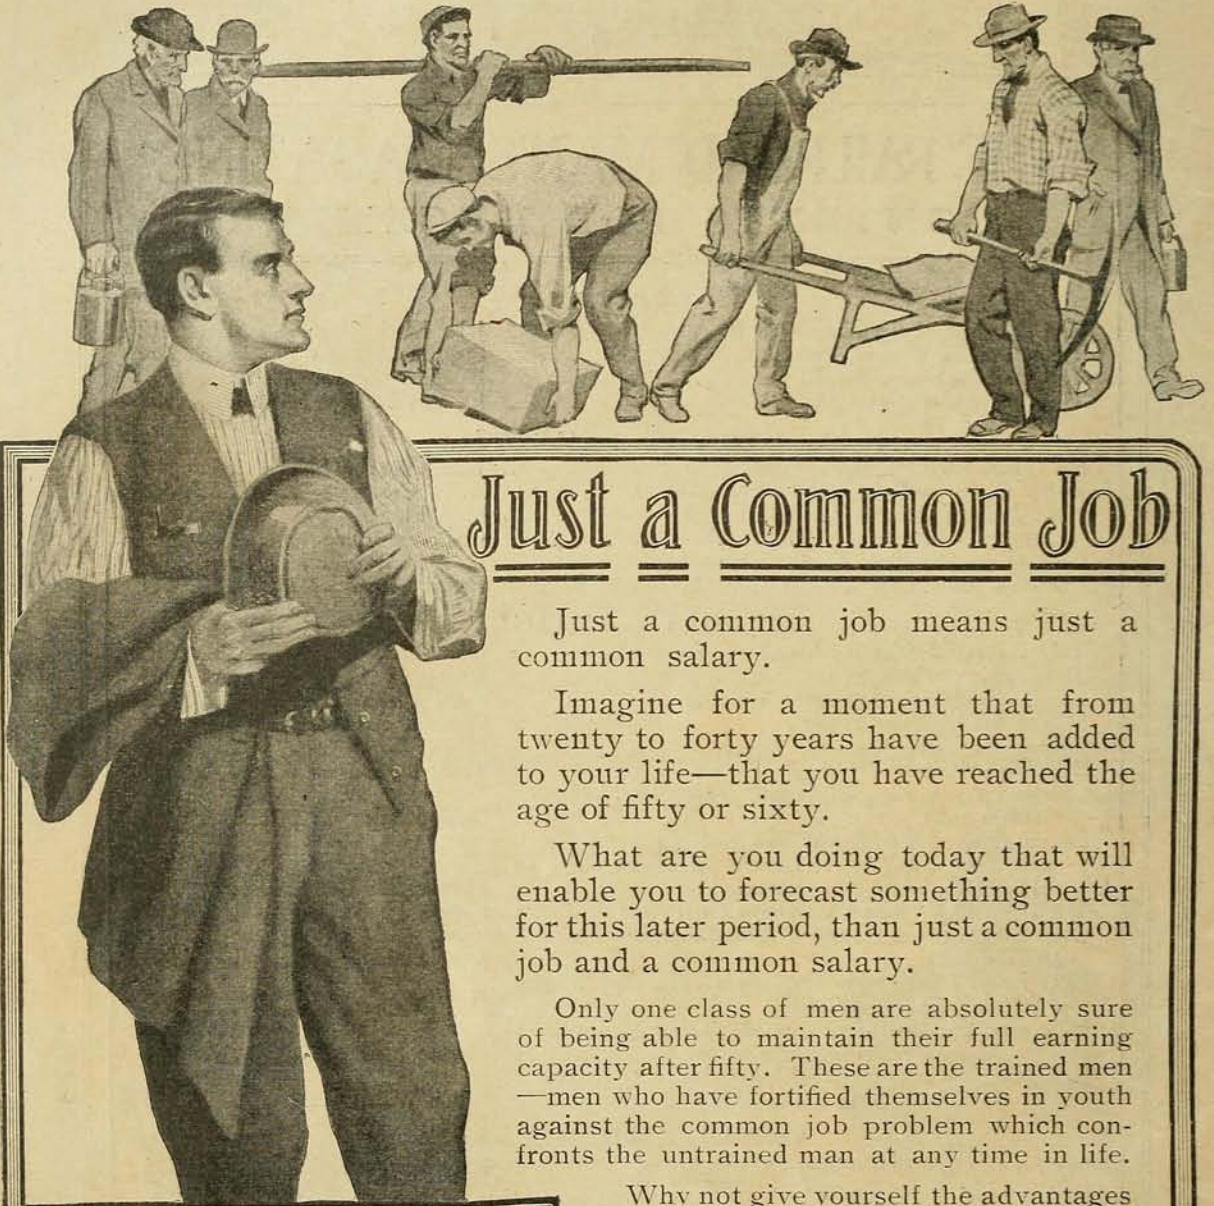 Just a Common Job
Just a common job means just a
common salary.
Imagine for a moment that from
twenty to forty years have been added
to your life—that you have reached the
age of fifty or sixty.
What are you doing today that will
enable you to forecast something better
for this later period, than just a common
job and a common salary.
Only one class of men are absolutely sure
of being able to maintain their full earning
capacity after fifty. These are the trained men
—men who have fortified themselves in youth
against the common job problem which con-
fronts the untrained man at any time in life.
Why not give yourself the advantages